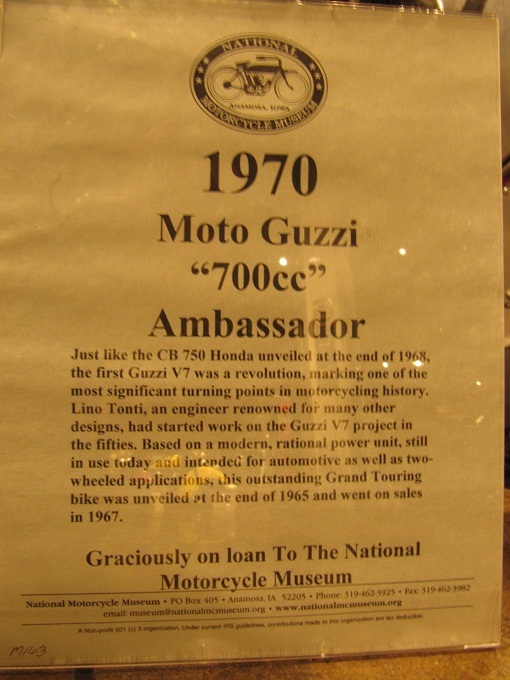 NATIONAL
ANAMOSA, IOWA
MOTORCYCLE MUSEUM
1970
Moto Guzzi
“700cc”
Ambassador
Just like the CB 750 Honda unveiled at the end of 1968,
the first Guzzi V7 was a revolution, marking one of the
most significant turning points in motorcycling history.
Lino Tonti, an engineer renowned for many other
designs, had started work on the Guzzi V7 project in
the fifties. Based on a modern, rational power unit, still
in use today and intended for automotive as well as two-
wheeled applications, this outstanding Grand Touring
bike was unveiled at the end of 1965 and went on sales
in 1967.
Graciously on loan To The National
Motorcycle Museum
National Motorcycle Museum • PO Box 405 • Anamosa, IA 52205 • Phone: 319-462-3925 • Fax: 319-462-3982
email: museum@nationalmcmuseum.org • www.nationalmcmuseum.org
A Non-profit 501 (c) 3 organization. Under current IRS guidelines, contributions made to this organization are tax deductible.
M163